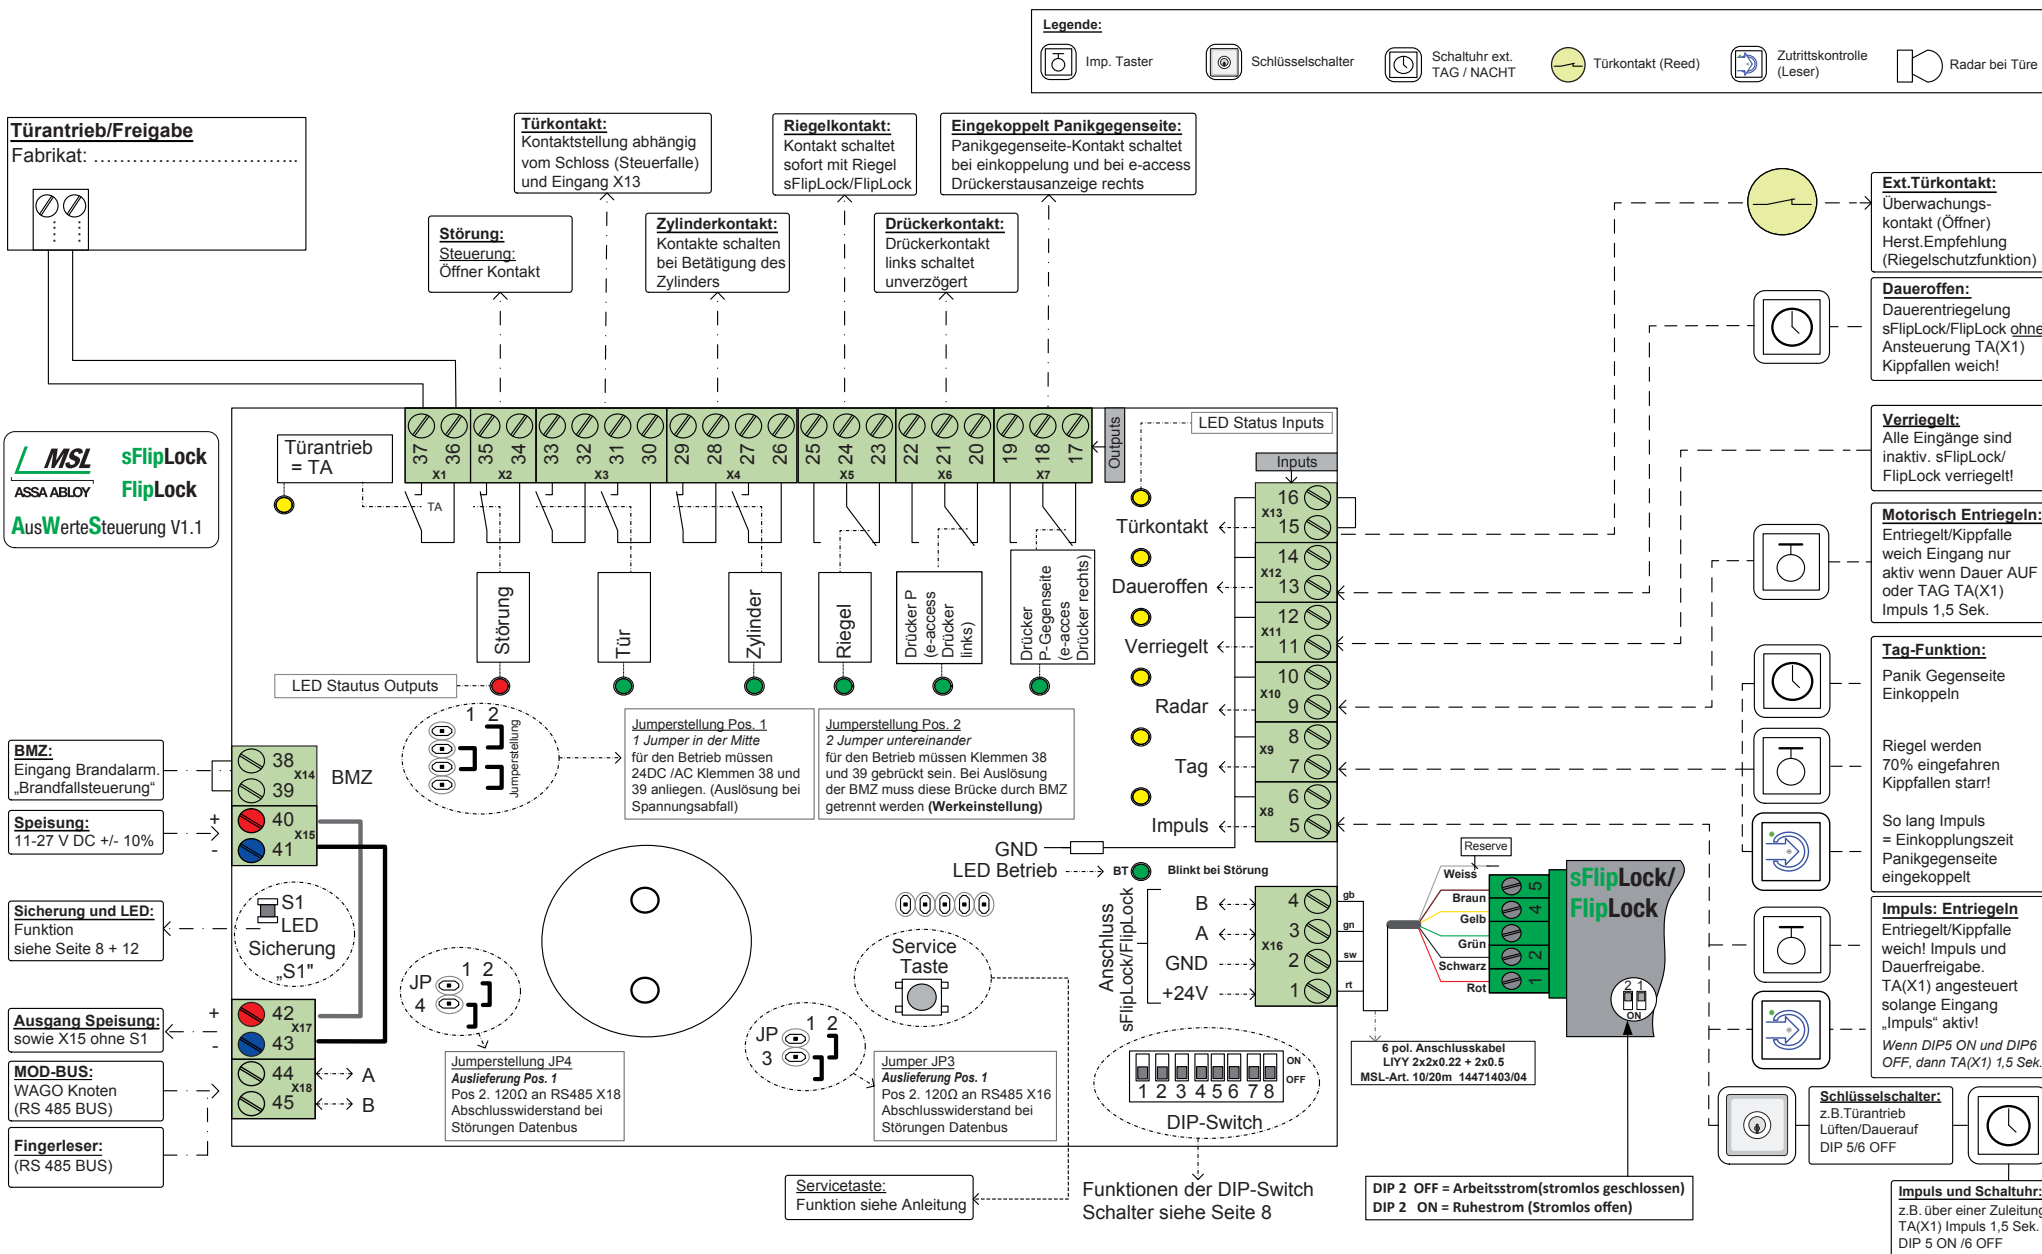 Legende:
Imp. Taster
Schlüsselschalter
Schaltuhr ext.
TAG / NACHT
Türkontakt (Reed)
Zutrittskontrolle
(Leser)
Radar bei Türe
Türantrieb/Freigabe
Fabrikat: ................................
Türkontakt:
Kontaktstellung abhängig
vom Schloss (Steuerfalle)
und Eingang X13
Riegelkontakt:
Kontakt schaltet
sofort mit Riegel
sFlipLock/FlipLock
Eingekoppelt Panikgegenseite:
Panikgegenseite-Kontakt schaltet
bei einkoppelung und bei e-access
Drückerstausanzeige rechts
Störung:
Steuerung:
Öffner Kontakt
Zylinderkontakt:
Kontakte schalten
bei Betätigung des
Zylinders
Drückerkontakt:
Drückerkontakt
links schaltet
unverzögert
Ext.Türkontakt:
Überwachungs-
kontakt (Öffner)
Herst.Empfehlung
(Riegelschutzfunktion)
Daueroffen:
Dauerentriegelung
sFlipLock/FlipLock ohne
Ansteuerung TA(X1)
Kippfallen weich!
Verriegelt:
Alle Eingänge sind
inaktiv. sFlipLock/
FlipLock verriegelt!
Motorisch Entriegeln:
Entriegelt/Kippfalle
weich Eingang nur
aktiv wenn Dauer AUF
oder TAG TA(X1)
Impuls 1,5 Sek.
Tag-Funktion:
Panik Gegenseite
Einkoppeln
Riegel werden
70% eingefahren
Kippfallen starr!
So lang Impuls
= Einkopplungszeit
Panikgegenseite
eingekoppelt
Impuls: Entriegeln
Entriegelt/Kippfalle
weich! Impuls und
Dauerfreigabe.
TA(X1) angesteuert
solange Eingang
„Impuls" aktiv!
Wenn DIP5 ON und DIP6
OFF, dann TA(X1) 1,5 Sek.
Schlüsselschalter:
z.B.Türantrieb
Lüften/Dauerauf
DIP 5/6 OFF
Impuls und Schaltuhr:
z.B. über einer Zuleitung
TA(X1) Impuls 1,5 Sek.
DIP 5 ON /6 OFF
MSL
ASSA ABLOY
sFlipLock
FlipLock
AusWerteSteuerung V1.1
Türantrieb
= TA
37 36 35 34 33 32 31 30 29 28 27 26 25 24 23 22 21 20 19 18 17
X1 X2 X3 X4 X5 X6 X7
Outputs
TA
Störung
Tür
Zylinder
Riegel
Drücker P
(e-access
Drücker
links)
Drücker
P-Gegenseite
(e-acces
Drücker rechts)
LED Stautus Outputs
LED Status Inputs
Inputs
16
X13
15
Türkontakt
14
X12
13
Daueroffen
12
X11
11
Verriegelt
10
X10
9
Radar
8
X9
7
Tag
6
X8
5
Impuls
GND
LED Betrieb
BT
Blinkt bei Störung
1 2
Jumperstellung
Jumperstellung Pos. 1
1 Jumper in der Mitte
für den Betrieb müssen
24DC /AC Klemmen 38 und
39 anliegen. (Auslösung bei
Spannungsabfall)
Jumperstellung Pos. 2
2 Jumper untereinander
für den Betrieb müssen Klemmen 38
und 39 gebrückt sein. Bei Auslösung
der BMZ muss diese Brücke durch BMZ
getrennt werden (Werkeinstellung)
BMZ:
Eingang Brandalarm.
„Brandfallsteuerung"
38
X14
39
BMZ
Speisung:
11-27 V DC +/- 10%
+
-
40
X15
41
Sicherung und LED:
Funktion
siehe Seite 8 + 12
S1
LED
Sicherung
„S1"
Ausgang Speisung:
sowie X15 ohne S1
+
-
42
X17
43
MOD-BUS:
WAGO Knoten
(RS 485 BUS)
44
X18
45
A
B
Fingerleser:
(RS 485 BUS)
JP
4
1 2
Jumperstellung JP4
Auslieferung Pos. 1
Pos 2. 120Ω an RS485 X18
Abschlusswiderstand bei
Störungen Datenbus
Service
Taste
JP
3
1 2
Jumper JP3
Auslieferung Pos. 1
Pos 2. 120Ω an RS485 X16
Abschlusswiderstand bei
Störungen Datenbus
Servicetaste:
Funktion siehe Anleitung
Anschluss
sFlipLock/FlipLock
B
A
GND
+24V
4
3
X16
2
1
gb
gn
sw
rt
ON
OFF
1 2 3 4 5 6 7 8
DIP-Switch
Funktionen der DIP-Switch
Schalter siehe Seite 8
Reserve
Weiss
Braun
Gelb
Grün
Schwarz
Rot
5
4
2
1
sFlipLock/
FlipLock
2 1
ON
6 pol. Anschlusskabel
LIYY 2x2x0.22 + 2x0.5
MSL-Art. 10/20m 14471403/04
DIP 2 OFF = Arbeitsstrom(stromlos geschlossen)
DIP 2 ON = Ruhestrom (Stromlos offen)